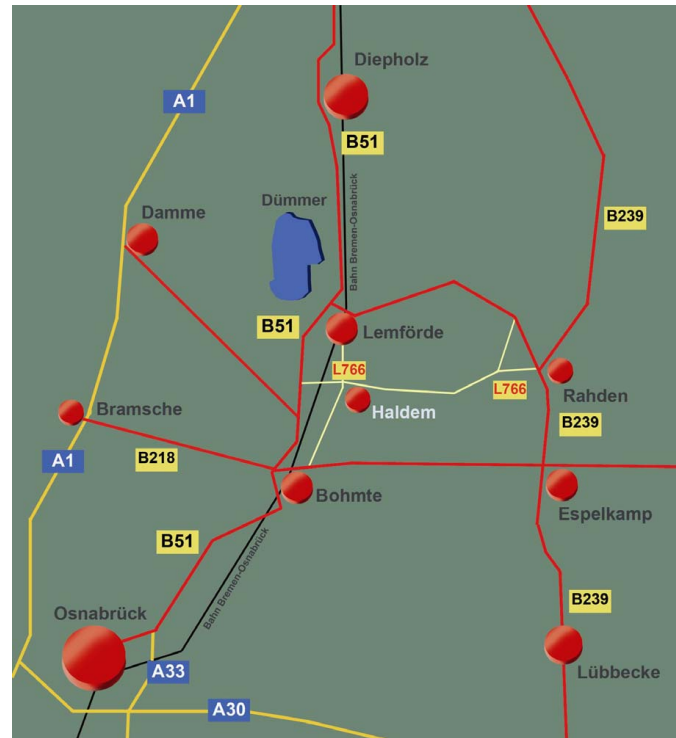 Diepholz
A1
B51
Bahn Bremen-Osnabrück
Dümmer
Damme
B239
B51
Lemförde
L766
L766
Rahden
Haldem
Bramsche
B239
A1
B218
Bohmte
Espelkamp
B51
Bahn Bremen-Osnabrück
B239
Osnabrück
A33
Lübbecke
A30